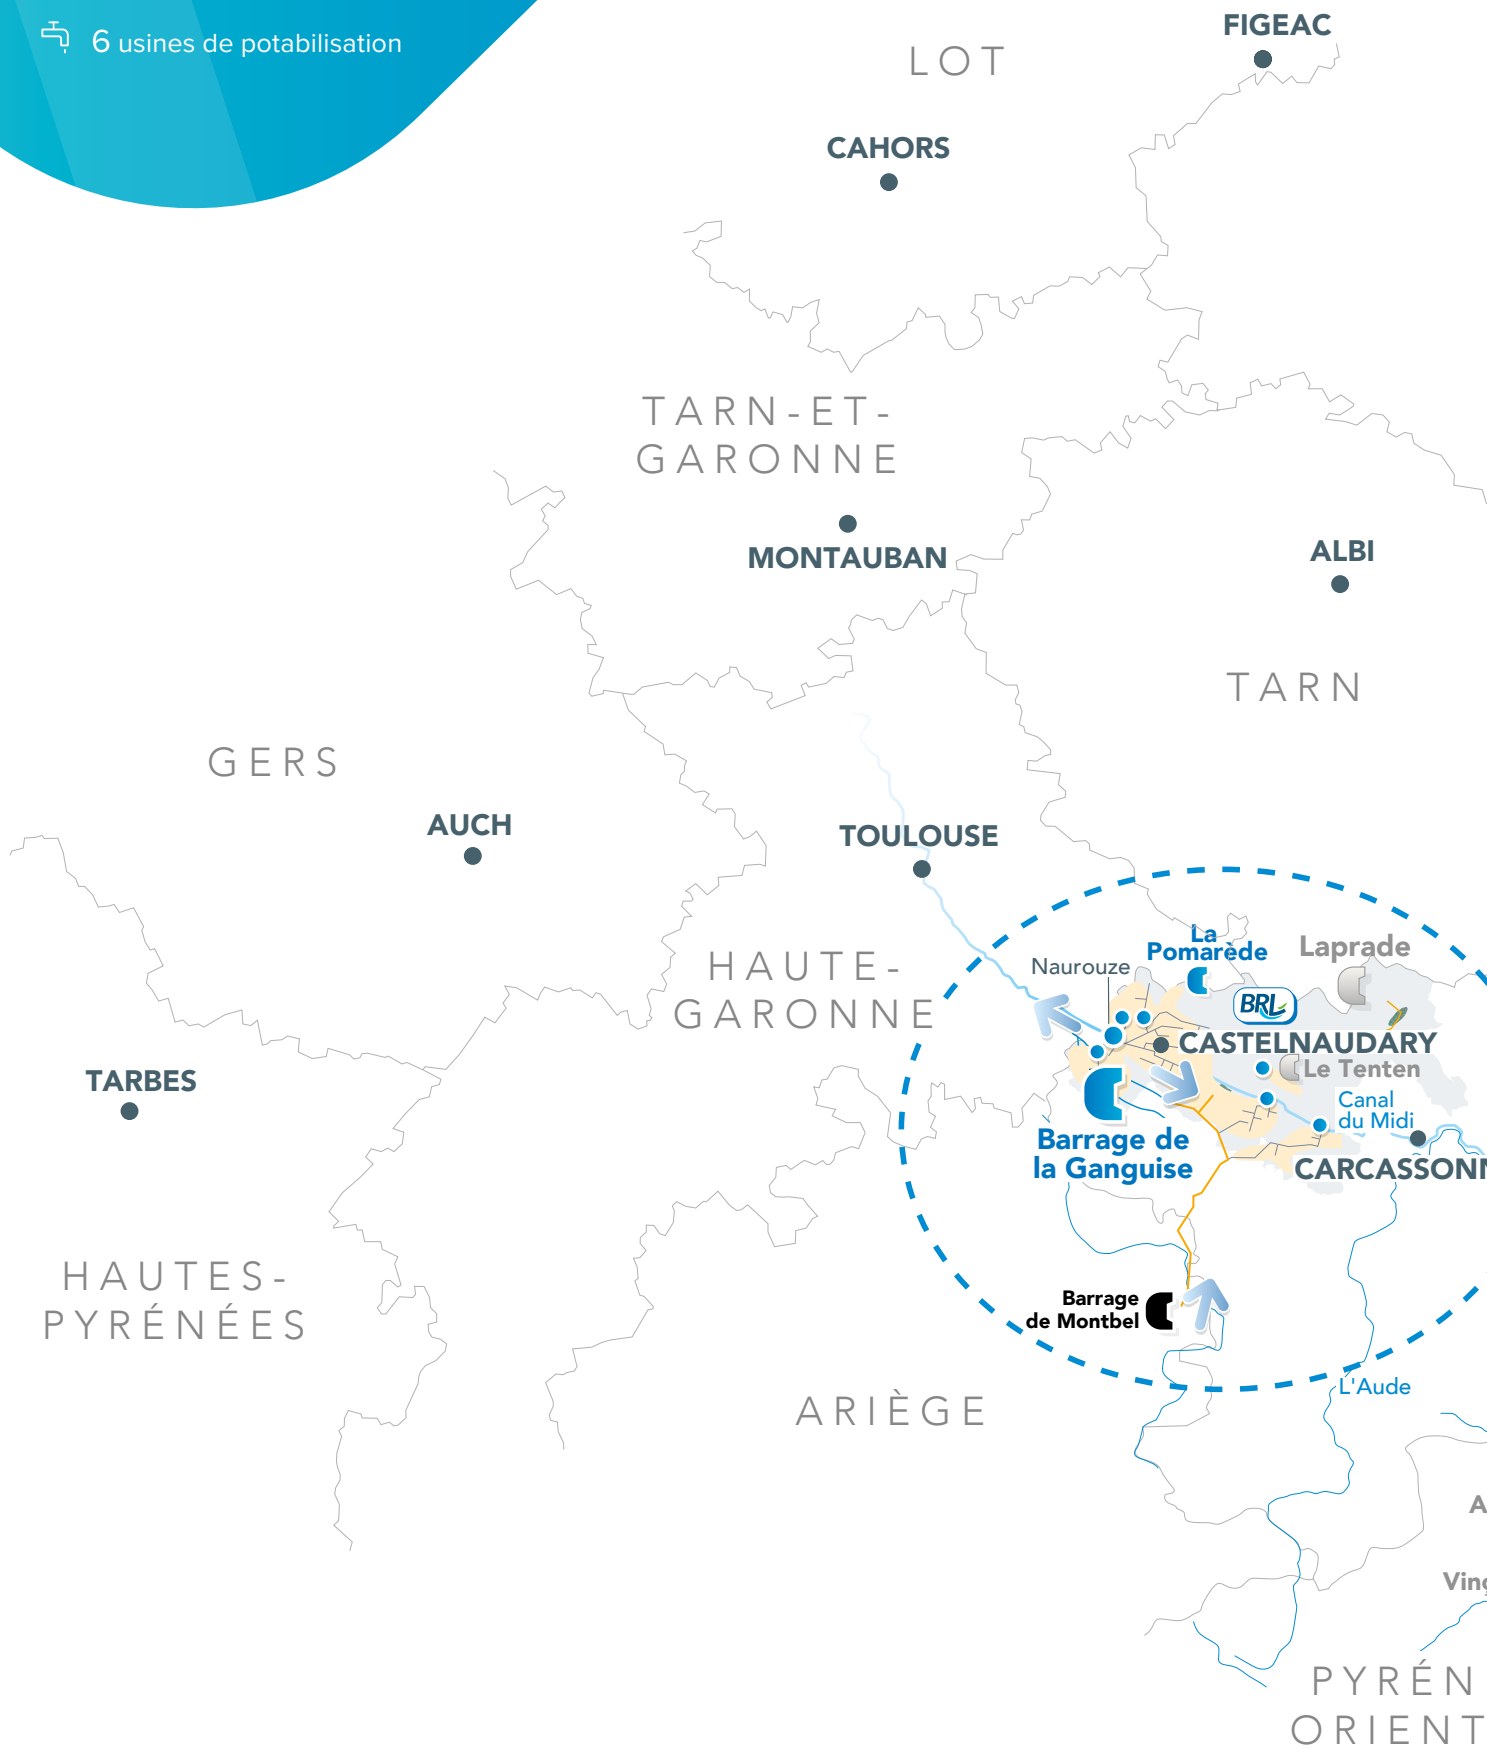 6 usines de potabilisation
FIGEAC
LOT
CAHORS
TARN-ET-
GARONNE
MONTAUBAN
ALBI
TARN
GERS
AUCH
TOULOUSE
HAUTE-
GARONNE
La
Pomarède
Laprade
Naurouze
BRL
CASTELNAUDARY
Le Tenten
Canal
du Midi
TARBES
Barrage de
la Ganguise
CARCASSONN
HAUTES-
PYRÉNÉES
Barrage
de Montbel
L'Aude
ARIÈGE
A
Vinç
PYRÉN
ORIENT